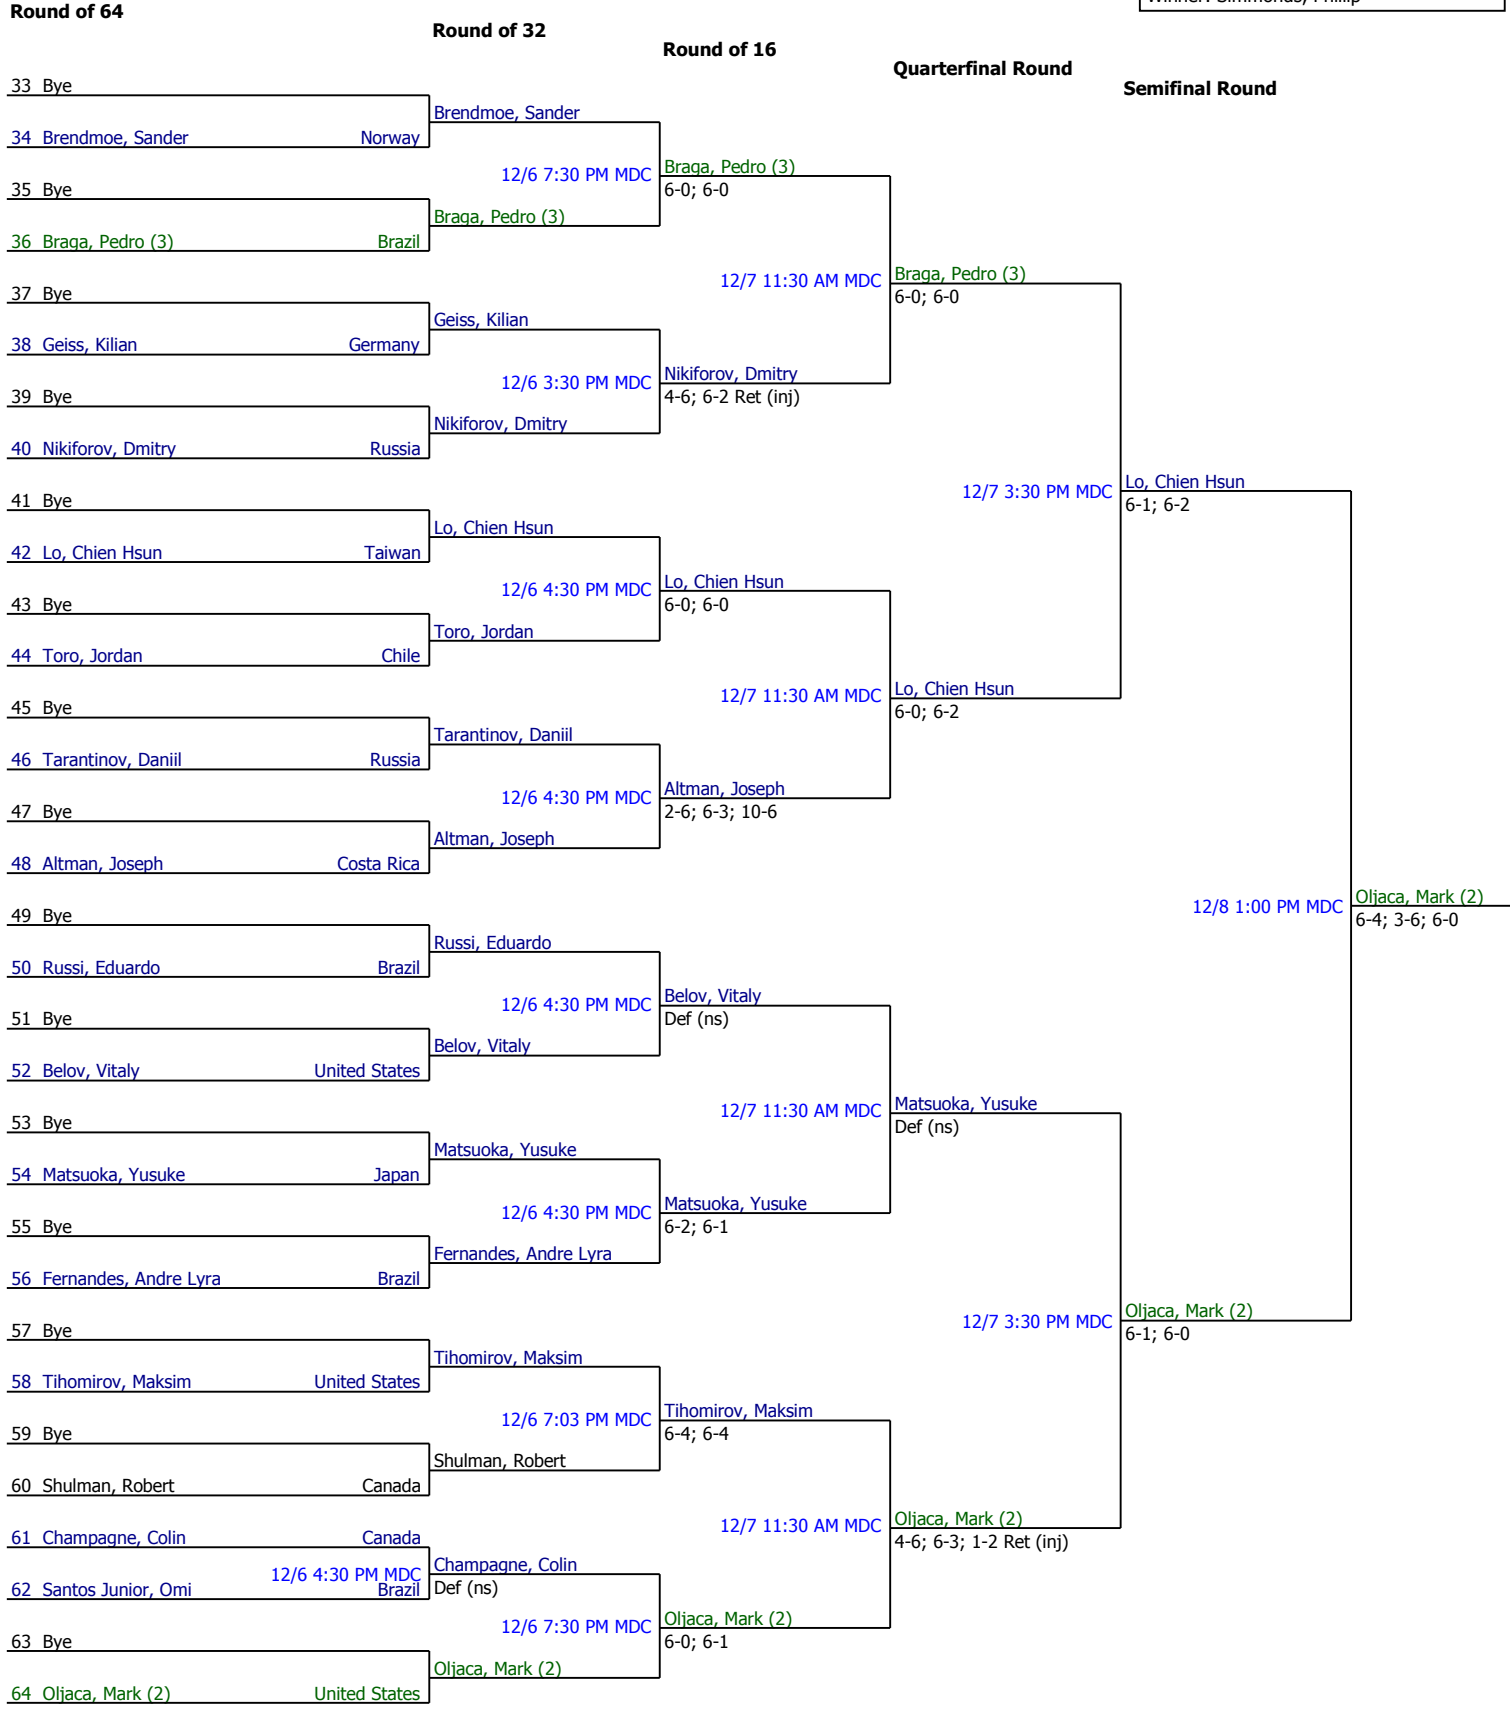 Winner: Simmonds, Phillip
Round of 64
Round of 32
Round of 16
Quarterfinal Round
Semifinal Round
33 Bye
Brendmoe, Sander
34 Brendmoe, Sander Norway
12/6 7:30 PM MDC Braga, Pedro (3)
6-0; 6-0
35 Bye
Braga, Pedro (3)
36 Braga, Pedro (3) Brazil
12/7 11:30 AM MDC Braga, Pedro (3)
6-0; 6-0
37 Bye
Geiss, Kilian
38 Geiss, Kilian Germany
12/6 3:30 PM MDC Nikiforov, Dmitry
4-6; 6-2 Ret (inj)
39 Bye
Nikiforov, Dmitry
40 Nikiforov, Dmitry Russia
12/7 3:30 PM MDC Lo, Chien Hsun
6-1; 6-2
41 Bye
Lo, Chien Hsun
42 Lo, Chien Hsun Taiwan
12/6 4:30 PM MDC Lo, Chien Hsun
6-0; 6-0
43 Bye
Toro, Jordan
44 Toro, Jordan Chile
12/7 11:30 AM MDC Lo, Chien Hsun
6-0; 6-2
45 Bye
Tarantinov, Daniil
46 Tarantinov, Daniil Russia
12/6 4:30 PM MDC Altman, Joseph
2-6; 6-3; 10-6
47 Bye
Altman, Joseph
48 Altman, Joseph Costa Rica
12/8 1:00 PM MDC Oljaca, Mark (2)
6-4; 3-6; 6-0
49 Bye
Russi, Eduardo
50 Russi, Eduardo Brazil
12/6 4:30 PM MDC Belov, Vitaly
Def (ns)
51 Bye
Belov, Vitaly
52 Belov, Vitaly United States
12/7 11:30 AM MDC Matsuoka, Yusuke
Def (ns)
53 Bye
Matsuoka, Yusuke
54 Matsuoka, Yusuke Japan
12/6 4:30 PM MDC Matsuoka, Yusuke
6-2; 6-1
55 Bye
Fernandes, Andre Lyra
56 Fernandes, Andre Lyra Brazil
12/7 3:30 PM MDC Oljaca, Mark (2)
6-1; 6-0
57 Bye
Tihomirov, Maksim
58 Tihomirov, Maksim United States
12/6 7:03 PM MDC Tihomirov, Maksim
6-4; 6-4
59 Bye
Shulman, Robert
60 Shulman, Robert Canada
12/7 11:30 AM MDC Oljaca, Mark (2)
4-6; 6-3; 1-2 Ret (inj)
61 Champagne, Colin Canada
12/6 4:30 PM MDC Champagne, Colin
Def (ns)
62 Santos Junior, Omi Brazil
12/6 7:30 PM MDC Oljaca, Mark (2)
6-0; 6-1
63 Bye
Oljaca, Mark (2)
64 Oljaca, Mark (2) United States